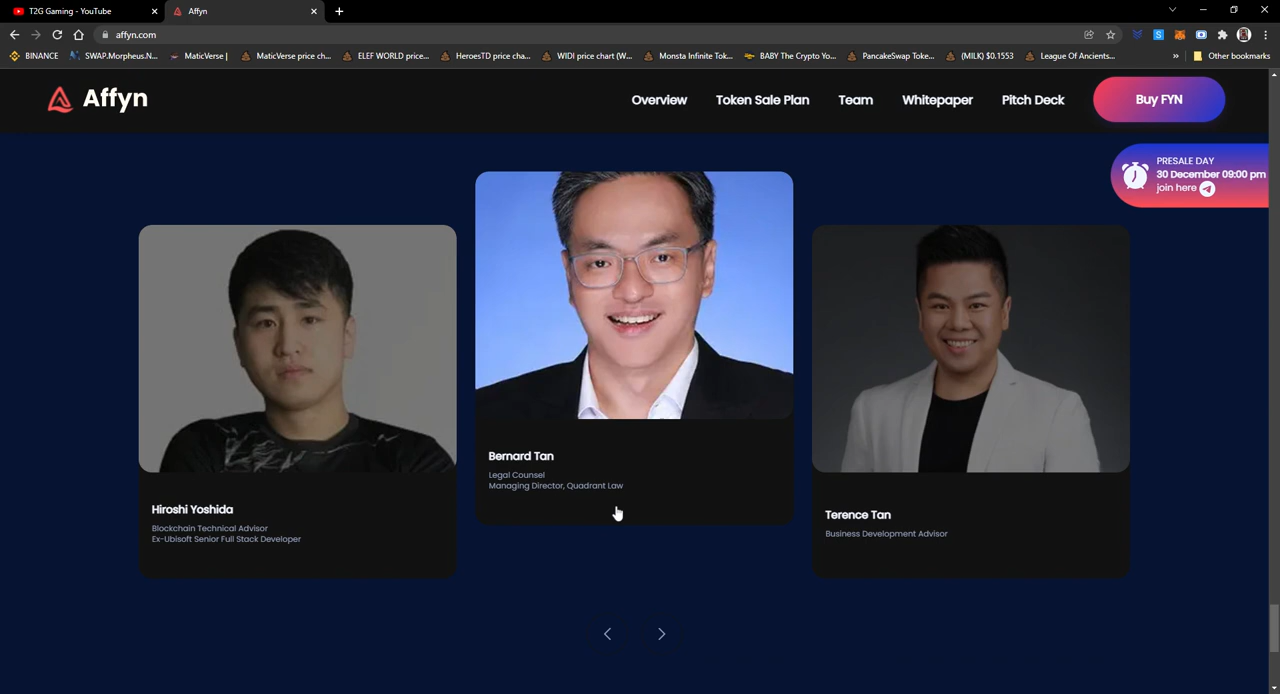 T2G Gaming - YouTube
Affyn
affyn.com
BINANCE
SWAP.Morpheus.N...
MaticVerse |
MaticVerse price ch...
ELEF WORLD price...
HeroesTD price cha...
WIDI price chart (W...
Monsta Infinite Tok...
BABY The Crypto Yo...
PancakeSwap Toke...
(MILK) $0.1553
League Of Ancients...
»
Other bookmarks
Affyn
Overview
Token Sale Plan
Team
Whitepaper
Pitch Deck
Buy FYN
PRESALE DAY
30 December 09:00 pm
join here
Bernard Tan
Legal Counsel
Managing Director, Quadrant Law
Hiroshi Yoshida
Blockchain Technical Advisor
Ex-Ubisoft Senior Full Stack Developer
Terence Tan
Business Development Advisor